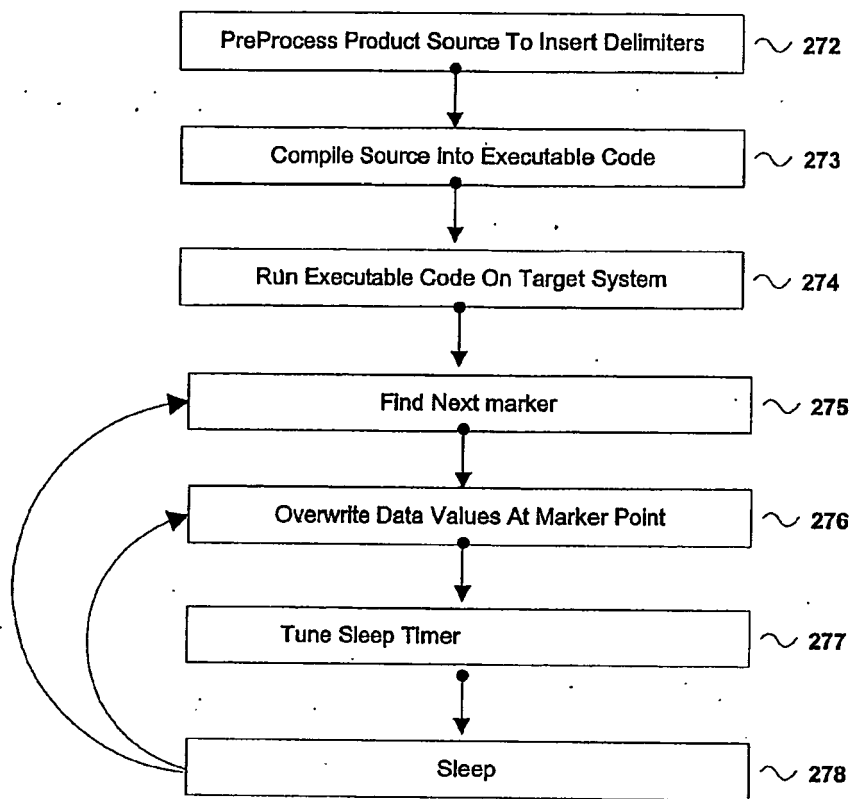 PreProcess Product Source To Insert Delimiters 272
Compile Source Into Executable Code 273
Run Executable Code On Target System 274
Find Next marker 275
Overwrite Data Values At Marker Point 276
Tune Sleep Timer 277
Sleep 278